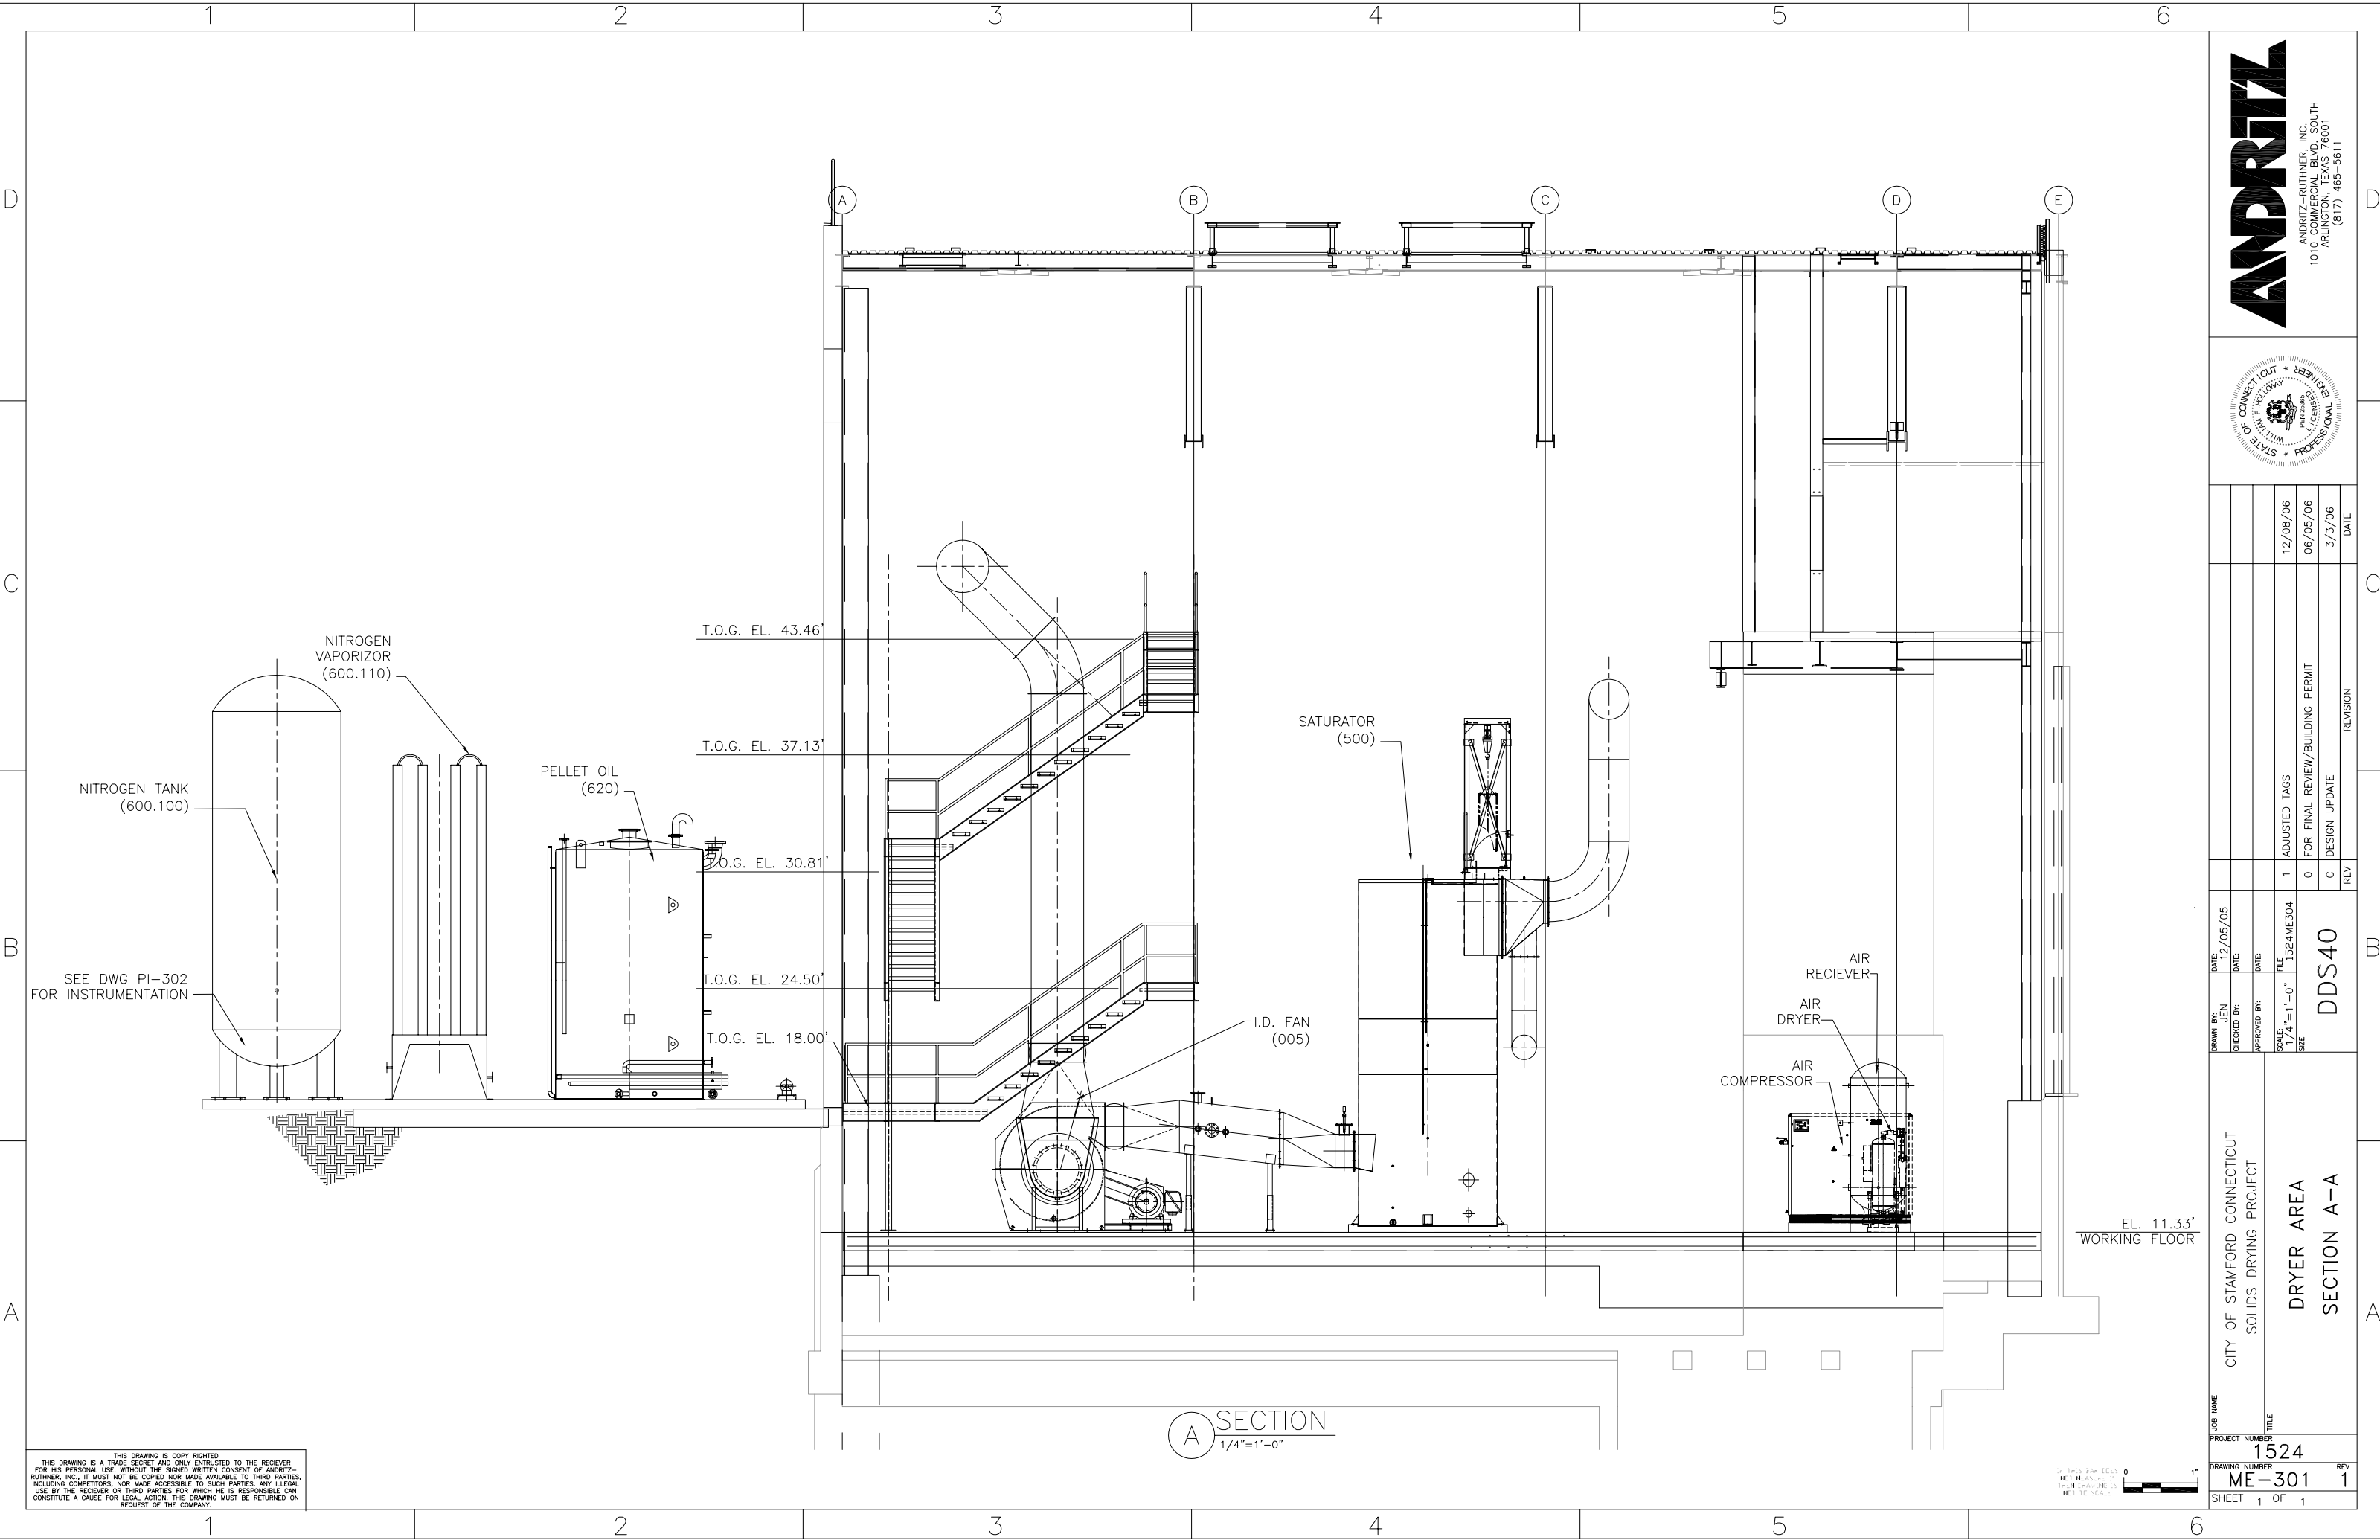 1 2 3 4 5 6
D
C
B
A
D
C
B
A
A
B
C
D
E
T.O.G. EL. 43.46'
T.O.G. EL. 37.13'
T.O.G. EL. 30.81'
T.O.G. EL. 24.50'
T.O.G. EL. 18.00'
NITROGEN
VAPORIZOR
(600.110)
NITROGEN TANK
(600.100)
SEE DWG PI-302
FOR INSTRUMENTATION
PELLET OIL
(620)
SATURATOR
(500)
I.D. FAN
(005)
AIR
RECIEVER
AIR
DRYER
AIR
COMPRESSOR
EL. 11.33'
WORKING FLOOR
A
SECTION
1/4"=1'-0"
THIS DRAWING IS COPY RIGHTED
THIS DRAWING IS A TRADE SECRET AND ONLY ENTRUSTED TO THE RECIEVER
FOR HIS PERSONAL USE. WITHOUT THE SIGNED WRITTEN CONSENT OF ANDRITZ-
RUTHNER, INC., IT MUST NOT BE COPIED NOR MADE AVAILABLE TO THIRD PARTIES,
INCLUDING COMPETITORS, NOR MADE ACCESSIBLE TO SUCH PARTIES. ANY ILLEGAL
USE BY THE RECIEVER OR THIRD PARTIES FOR WHICH HE IS RESPONSIBLE CAN
CONSTITUTE A CAUSE FOR LEGAL ACTION. THIS DRAWING MUST BE RETURNED ON
REQUEST OF THE COMPANY.
0 1"
ANDRITZ
ANDRITZ-RUTHNER, INC.
1010 COMMERCIAL BLVD. SOUTH
ARLINGTON, TEXAS 76001
(817) 465-5611
STATE OF CONNECTICUT
WILLIAM F. HOLLOWAY
PEN 25365
LICENSED
PROFESSIONAL ENGINEER
1 ADJUSTED TAGS 12/08/06
0 FOR FINAL REVIEW/BUILDING PERMIT 06/05/06
C DESIGN UPDATE 3/3/06
REV REVISION DATE
DRAWN BY: JEN DATE: 12/05/05
CHECKED BY: DATE:
APPROVED BY: DATE:
SCALE: 1/4"=1'-0" FILE 1524ME304
SIZE
DDS40
JOB NAME
CITY OF STAMFORD CONNECTICUT
SOLIDS DRYING PROJECT
TITLE
DRYER AREA
SECTION A-A
PROJECT NUMBER
1524
DRAWING NUMBER REV
ME-301 1
SHEET 1 OF 1
1 2 3 4 5 6